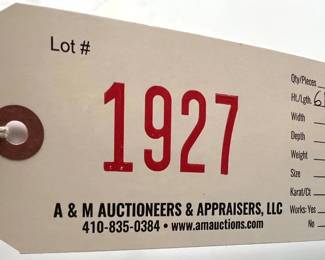 Lot #
1927
A & M AUCTIONEERS & APPRAISERS, LLC
410-835-0384 • www.amauctions.com
Qty/Pieces
Ht./Lgth. 6
Width
Depth
Weight
Size
Karat/Ct
Works: Yes
No